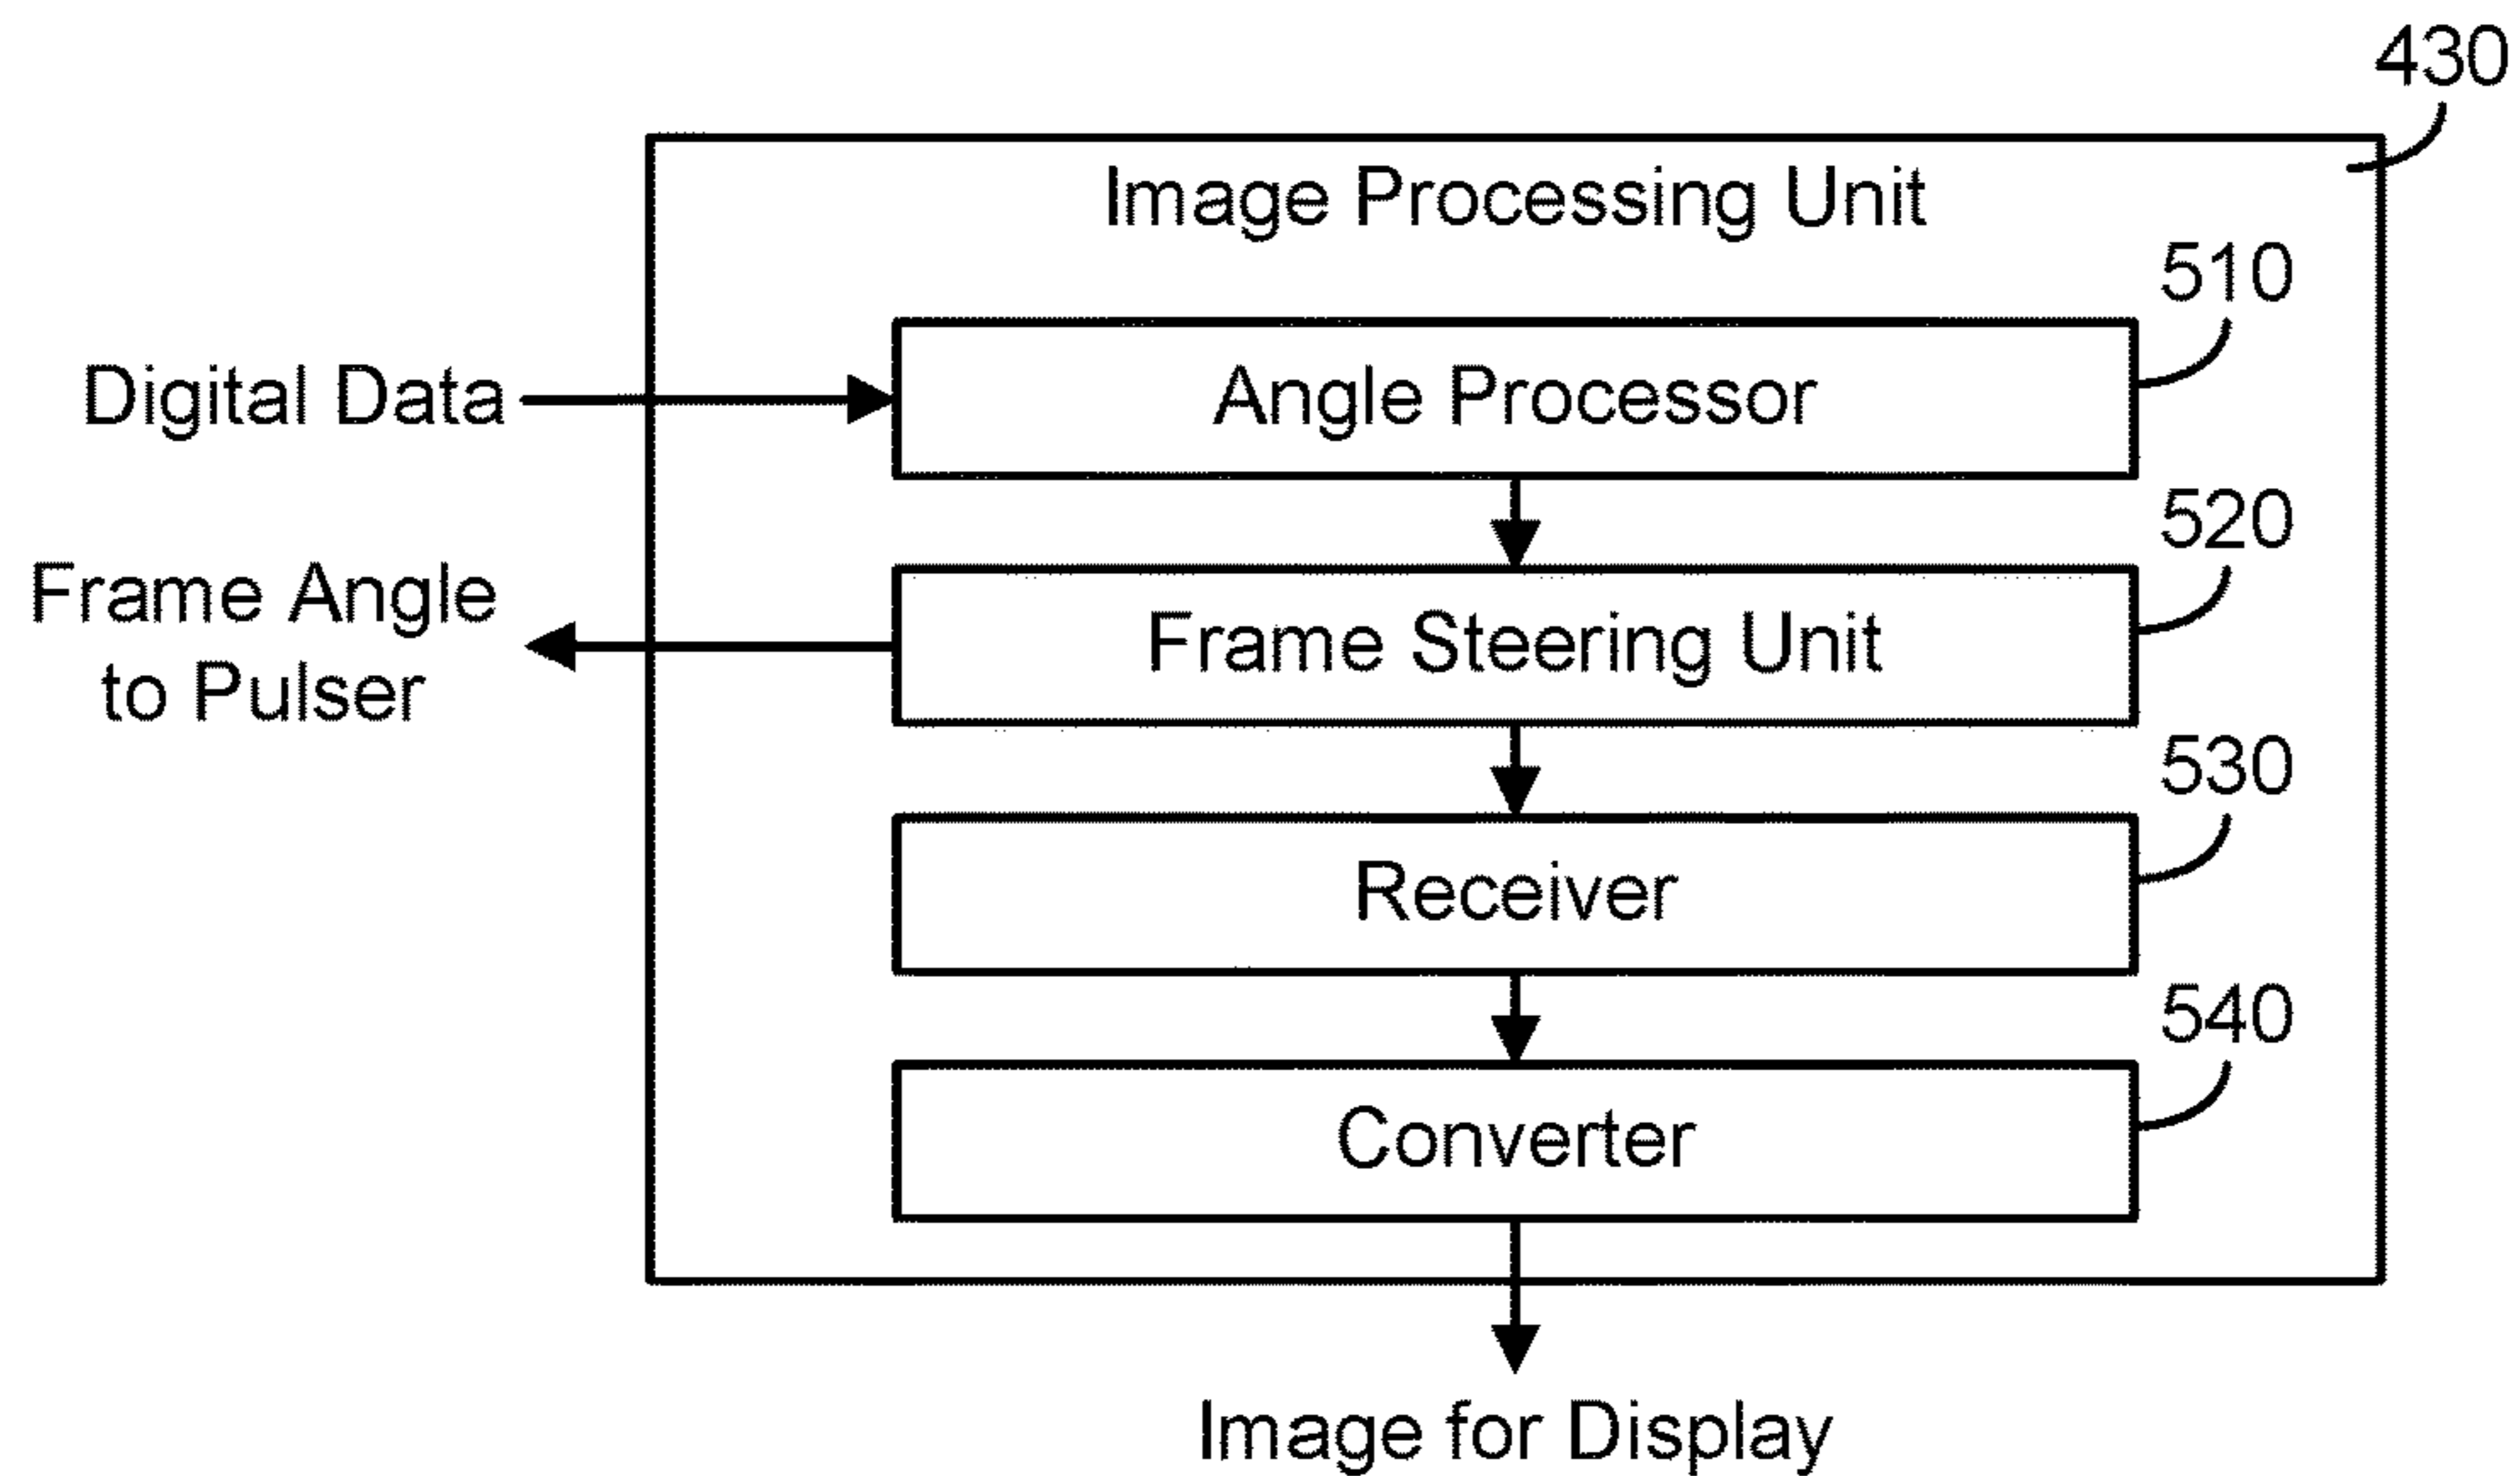 430
Image Processing Unit
510
Digital Data
Angle Processor
520
Frame Angle
to Pulser
Frame Steering Unit
530
Receiver
540
Converter
Image for Display